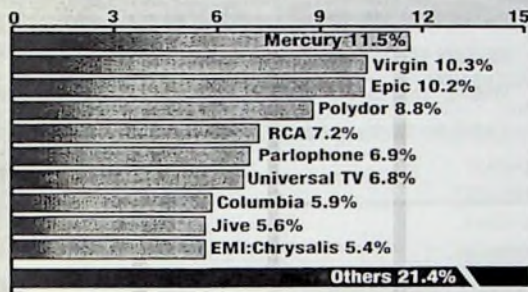 0 3 6 9 12 15
Mercury 11.5%
Virgin 10.3%
Epic 10.2%
Polydor 8.8%
RCA 7.2%
Parlophone 6.9%
Universal TV 6.8%
Columbia 5.9%
Jive 5.6%
EMI:Chrysalis 5.4%
Others 21.4%